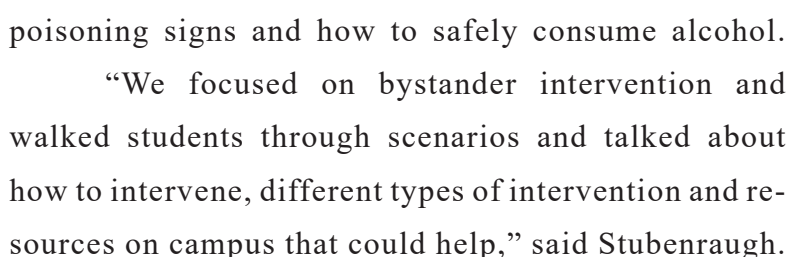 poisoning signs and how to safely consume alcohol.
“We focused on bystander intervention and
walked students through scenarios and talked about
how to intervene, different types of intervention and re-
sources on campus that could help,” said Stubenraugh.